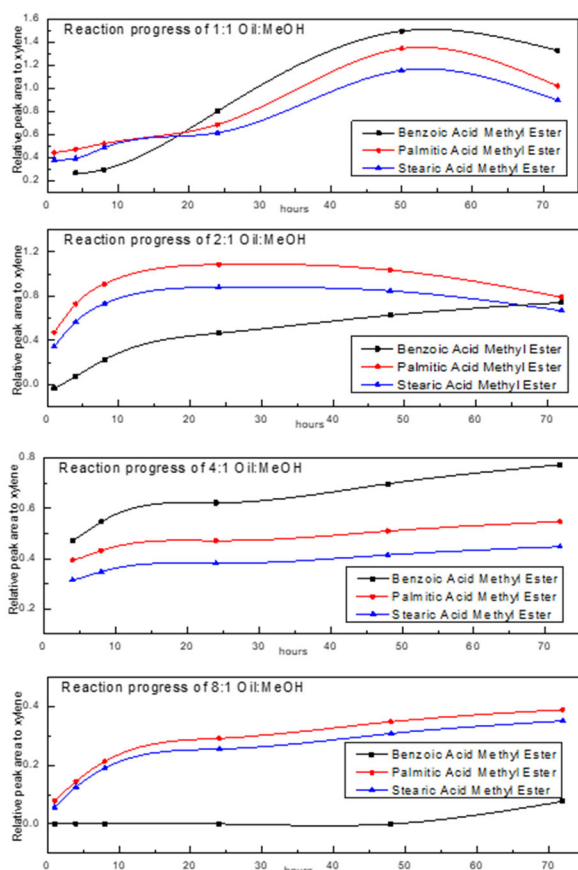 Reaction progress of 1:1 Oil:MeOH
Relative peak area to xylene
1.6
1.4
1.2
1.0
0.8
0.6
0.4
0.2
Benzoic Acid Methyl Ester
Palmitic Acid Methyl Ester
Stearic Acid Methyl Ester
0 10 20 30 40 50 60 70
hours
Reaction progress of 2:1 Oil:MeOH
Relative peak area to xylene
1.2
0.8
0.4
0.0
Benzoic Acid Methyl Ester
Palmitic Acid Methyl Ester
Stearic Acid Methyl Ester
0 10 20 30 40 50 60 70
hours
Reaction progress of 4:1 Oil:MeOH
Relative peak area to xylene
0.8
0.6
0.4
0.2
Benzoic Acid Methyl Ester
Palmitic Acid Methyl Ester
Stearic Acid Methyl Ester
0 10 20 30 40 50 60 70
hours
Reaction progress of 8:1 Oil:MeOH
Relative peak area to xylene
0.4
0.2
0.0
Benzoic Acid Methyl Ester
Palmitic Acid Methyl Ester
Stearic Acid Methyl Ester
0 10 20 30 40 50 60 70
hours